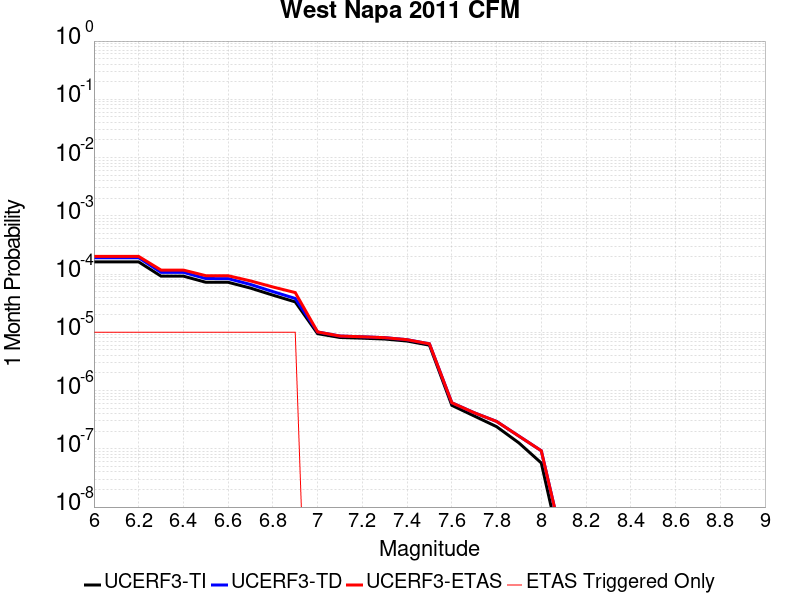 West Napa 2011 CFM
10^0
10^-1
10^-2
10^-3
10^-4
10^-5
10^-6
10^-7
10^-8
1 Month Probability
6 6.2 6.4 6.6 6.8 7 7.2 7.4 7.6 7.8 8 8.2 8.4 8.6 8.8 9
Magnitude
UCERF3-TI UCERF3-TD UCERF3-ETAS ETAS Triggered Only